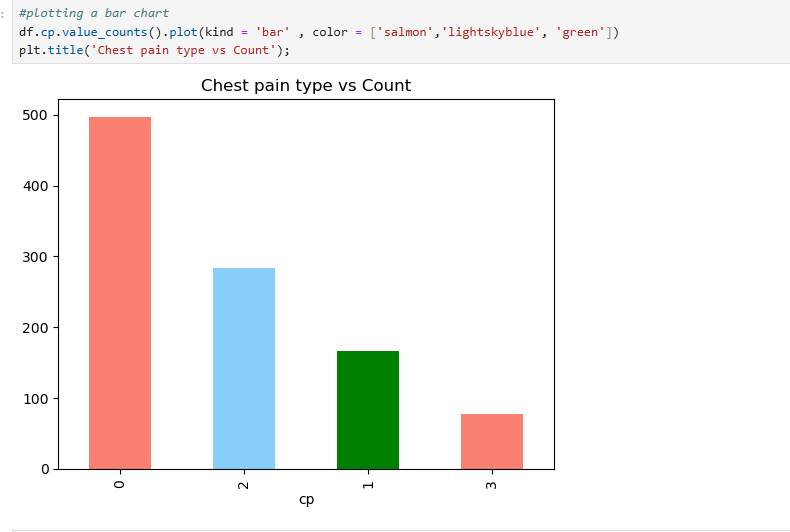 :
#plotting a bar chart
df.cp.value_counts().plot(kind = 'bar' , color = ['salmon','lightskyblue', 'green'])
plt.title('Chest pain type vs Count');
Chest pain type vs Count
500
400
300
200
100
0
0 2 1 3
cp